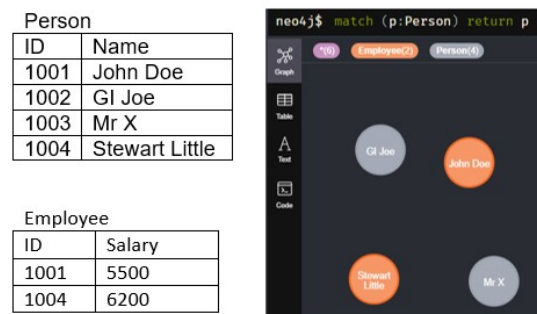 Person
ID Name
1001 John Doe
1002 GI Joe
1003 Mr X
1004 Stewart Little
Employee
ID Salary
1001 5500
1004 6200
neo4j$ match (p:Person) return p
Graph
*(6) Employee(2) Person(4)
Table
Text
Code
GI Joe
John Doe
Stewart
Little
Mr X